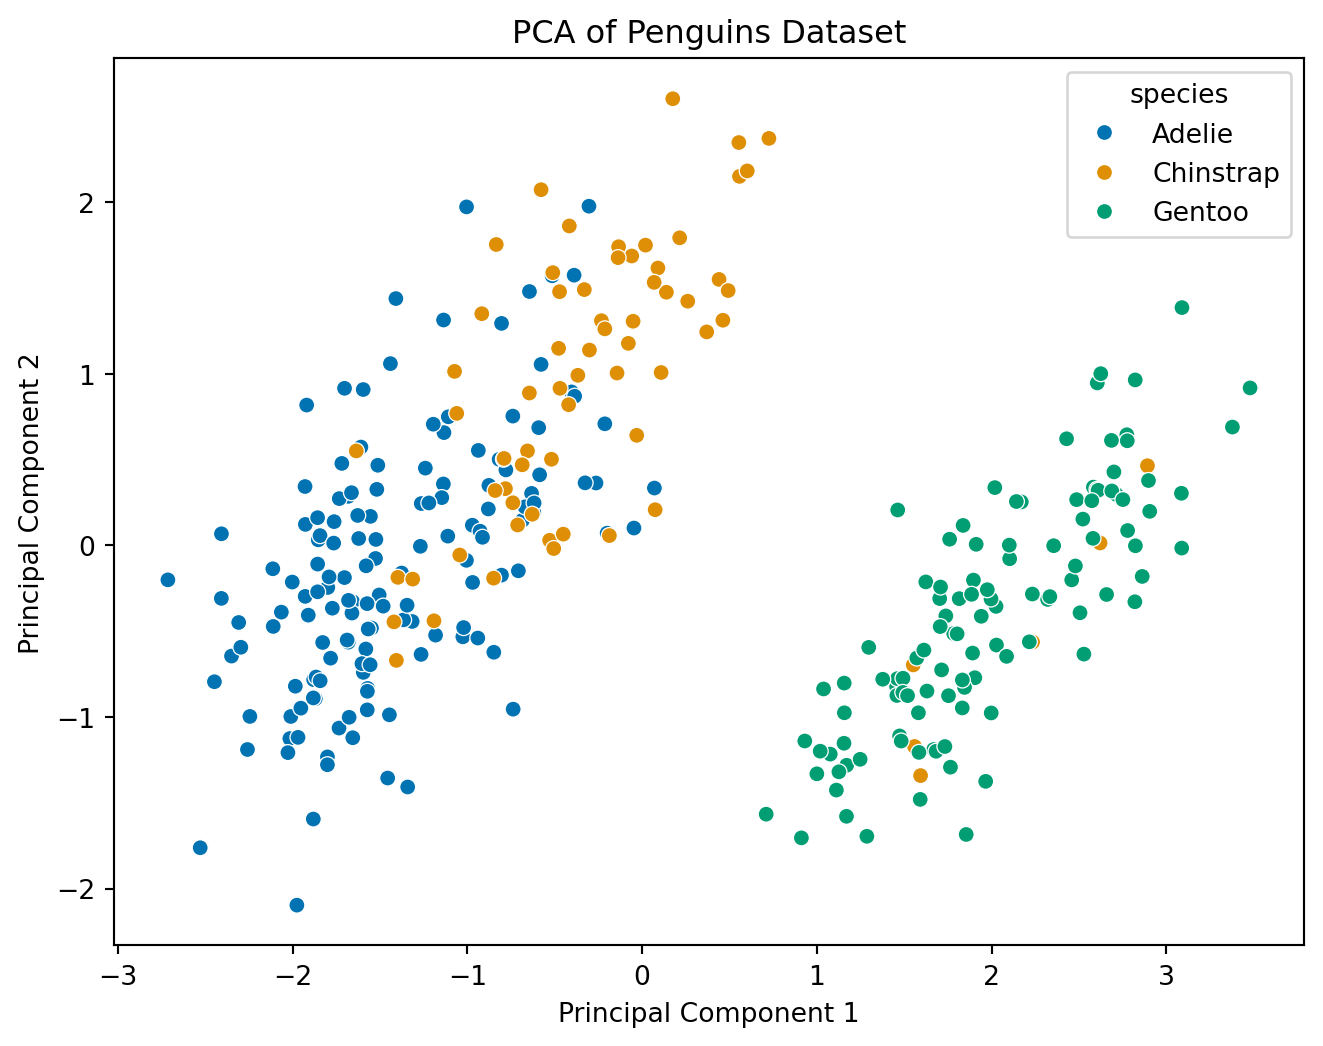 PCA of Penguins Dataset
species
Adelie
Chinstrap
Gentoo
Principal Component 2
2
1
0
−1
−2
−3
−2
−1
0
1
2
3
Principal Component 1